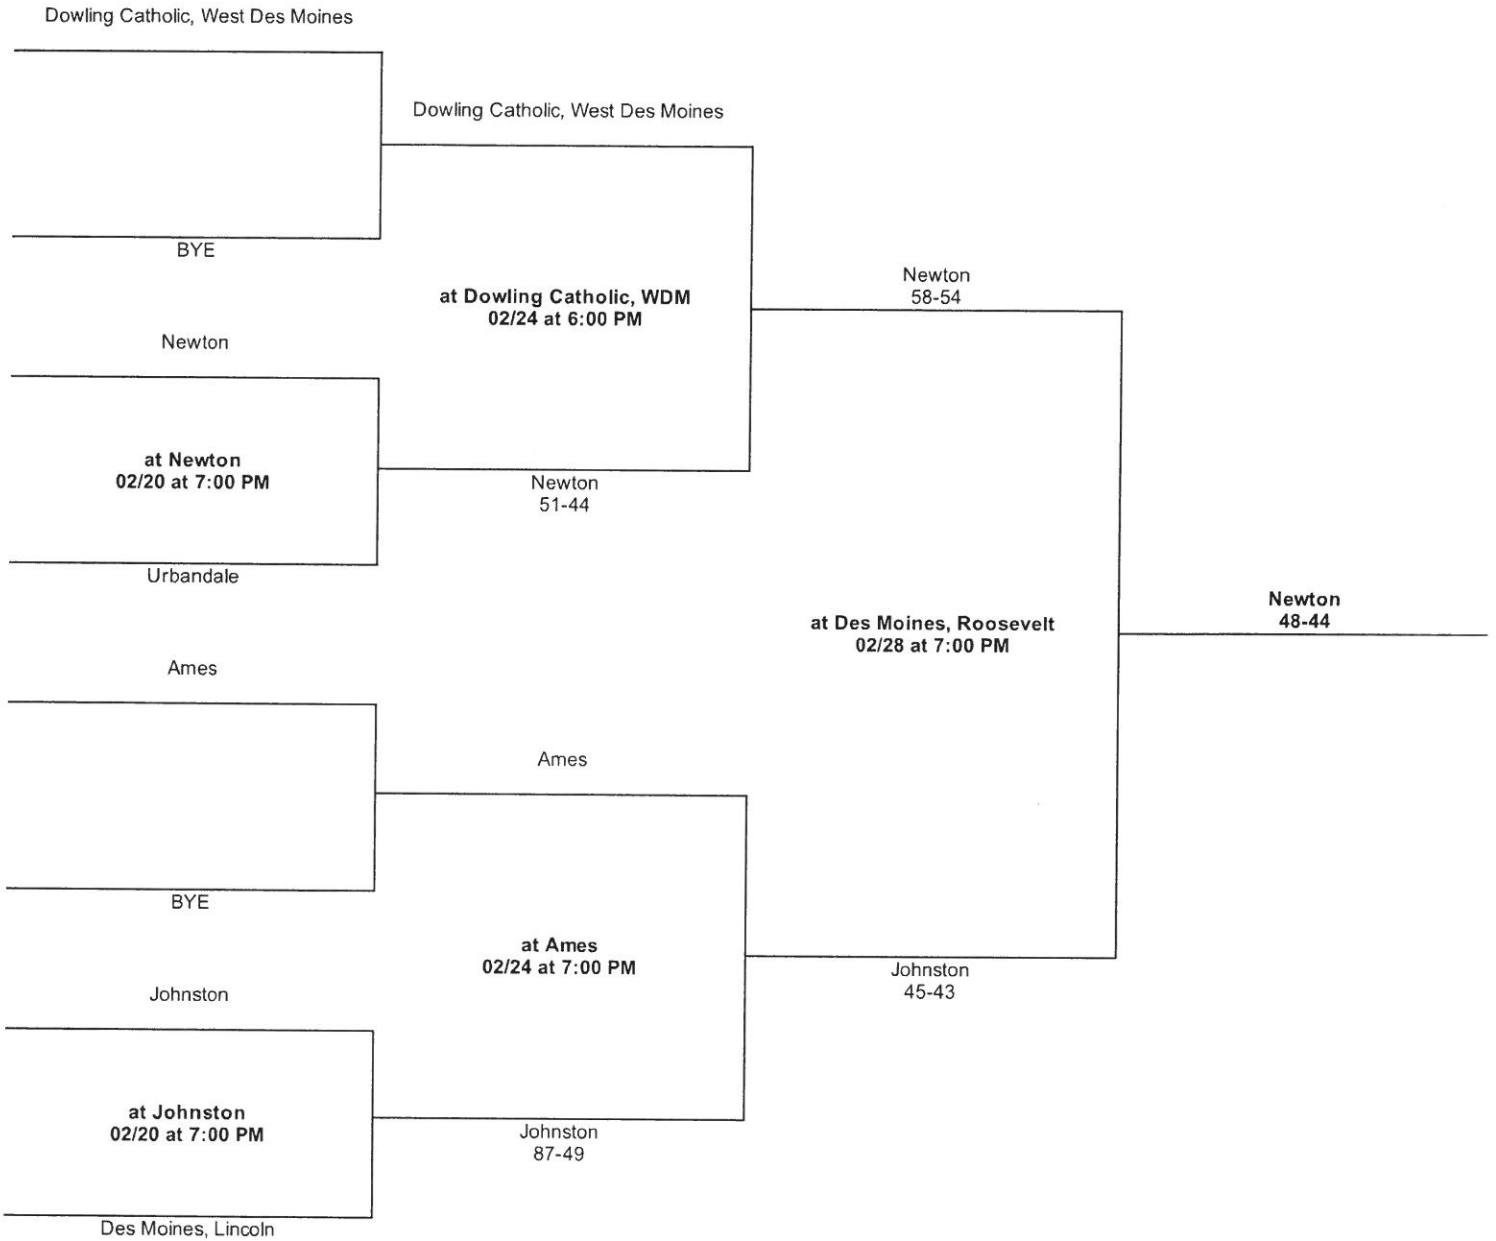 Dowling Catholic, West Des Moines
Dowling Catholic, West Des Moines
BYE
at Dowling Catholic, WDM
02/24 at 6:00 PM
Newton
58-54
Newton
at Newton
02/20 at 7:00 PM
Newton
51-44
Urbandale
at Des Moines, Roosevelt
02/28 at 7:00 PM
Newton
48-44
Ames
Ames
BYE
at Ames
02/24 at 7:00 PM
Johnston
45-43
Johnston
at Johnston
02/20 at 7:00 PM
Johnston
87-49
Des Moines, Lincoln